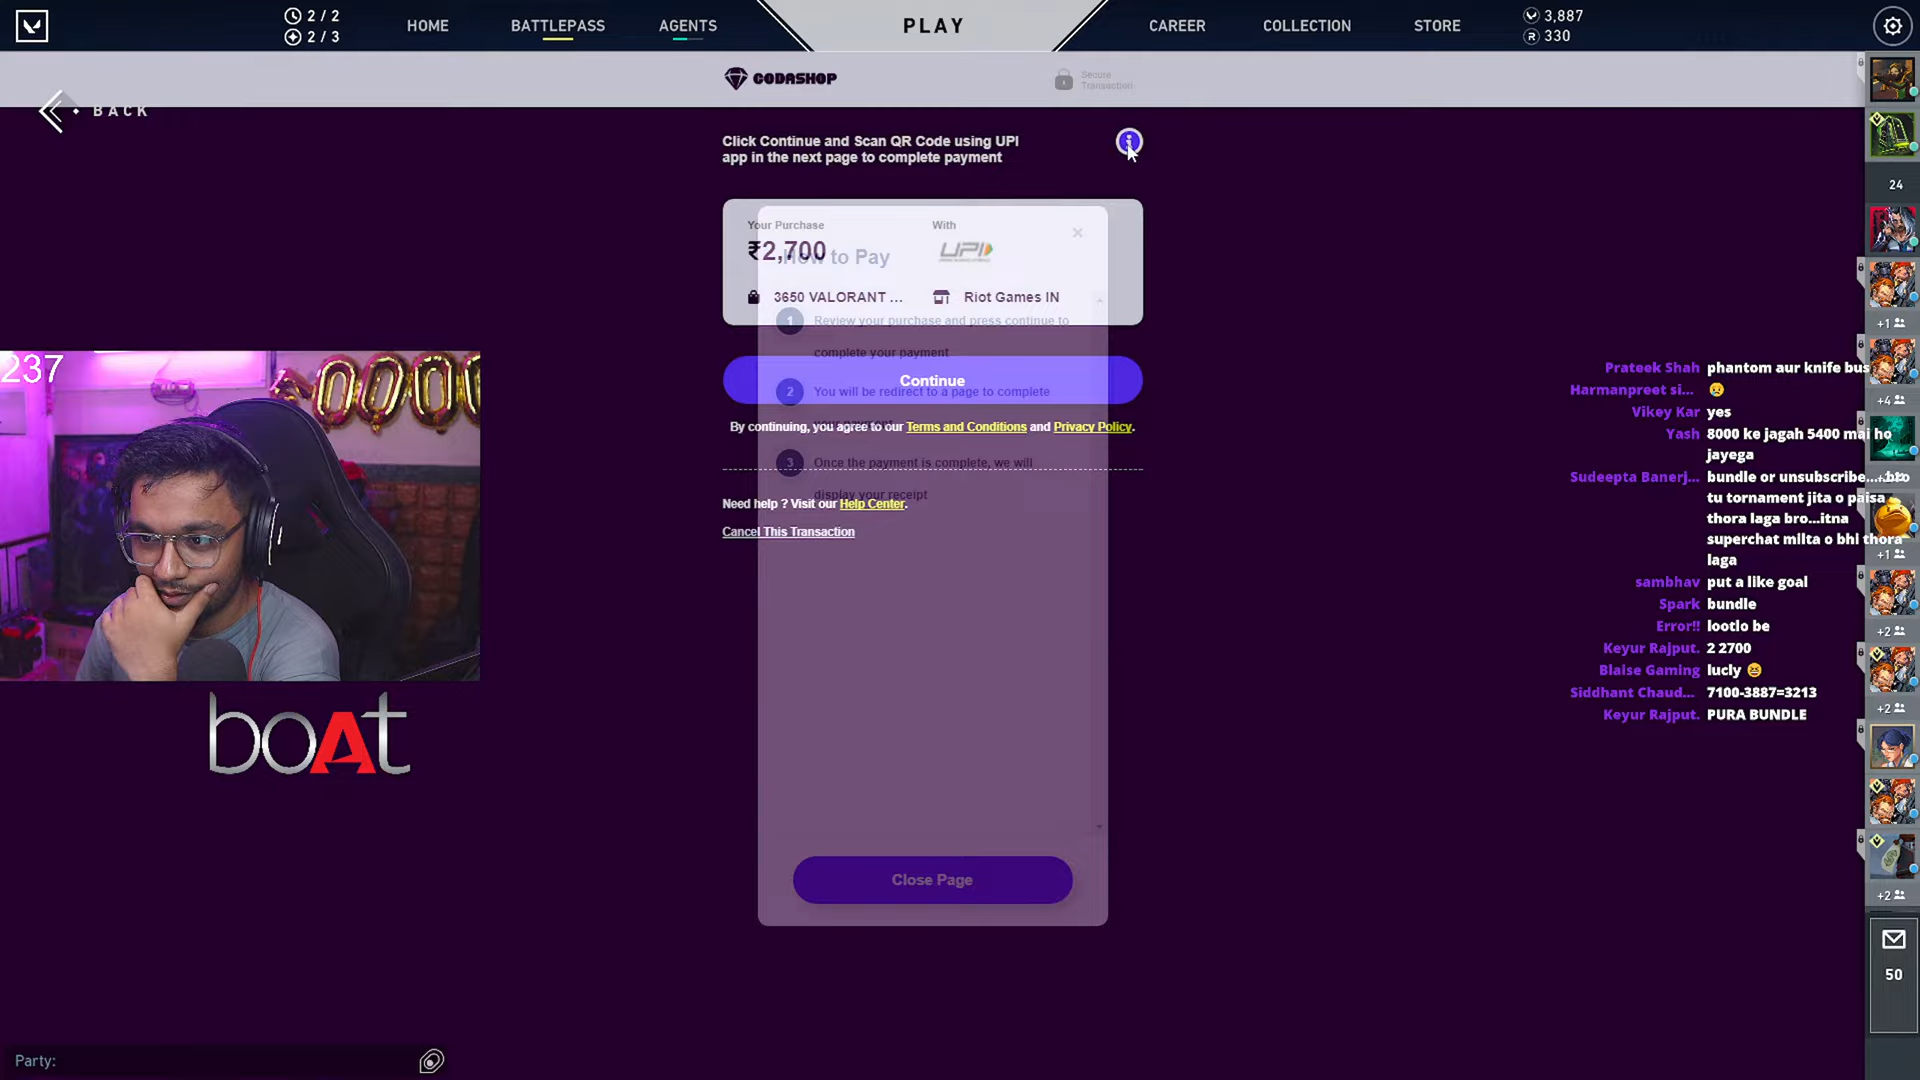 2 / 2
2 / 3
HOME
BATTLEPASS
AGENTS
PLAY
CAREER
COLLECTION
STORE
3,887
R 330
CODASHOP
Secure
Transaction
BACK
Click Continue and Scan QR Code using UPI
app in the next page to complete payment
Your Purchase
With
₹2,700
UPI
How to Pay
3650 VALORANT ...
Riot Games IN
1 Review your purchase and press continue to
complete your payment
Continue
2 You will be redirect to a page to complete
By continuing, you agree to our Terms and Conditions and Privacy Policy.
3 Once the payment is complete, we will
display your receipt
Need help ? Visit our Help Center.
Cancel This Transaction
Close Page
237
boAt
Prateek Shah phantom aur knife bus
Harmanpreet si... 😥
Vikey Kar yes
Yash 8000 ke jagah 5400 mai ho
jayega
Sudeepta Banerj... bundle or unsubscribe....bro
tu tornament jita o paisa
thora laga bro...itna
superchat milta o bhi thora
laga
sambhav put a like goal
Spark bundle
Error!! lootlo be
Keyur Rajput. 2 2700
Blaise Gaming lucly 😆
Siddhant Chaud... 7100-3887=3213
Keyur Rajput. PURA BUNDLE
24
+1
+4
+1
+2
+2
+2
50
Party: